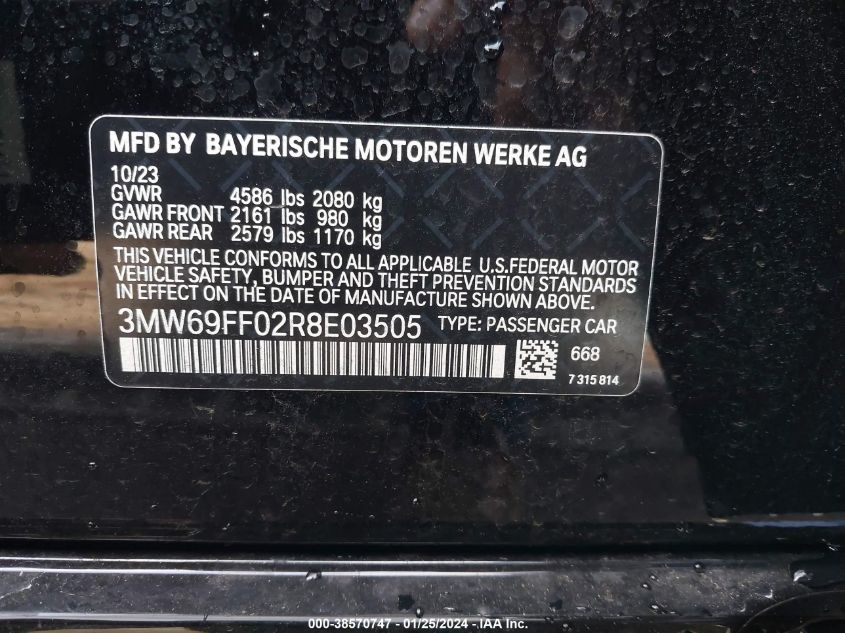 MFD BY BAYERISCHE MOTOREN WERKE AG
10/23
GVWR 4586 lbs 2080 kg
GAWR FRONT 2161 lbs 980 kg
GAWR REAR 2579 lbs 1170 kg
THIS VEHICLE CONFORMS TO ALL APPLICABLE U.S.FEDERAL MOTOR
VEHICLE SAFETY, BUMPER AND THEFT PREVENTION STANDARDS
IN EFFECT ON THE DATE OF MANUFACTURE SHOWN ABOVE.
3MW69FF02R8E03505 TYPE: PASSENGER CAR
668
7 315 814
000-38570747 - 01/25/2024 - IAA Inc.